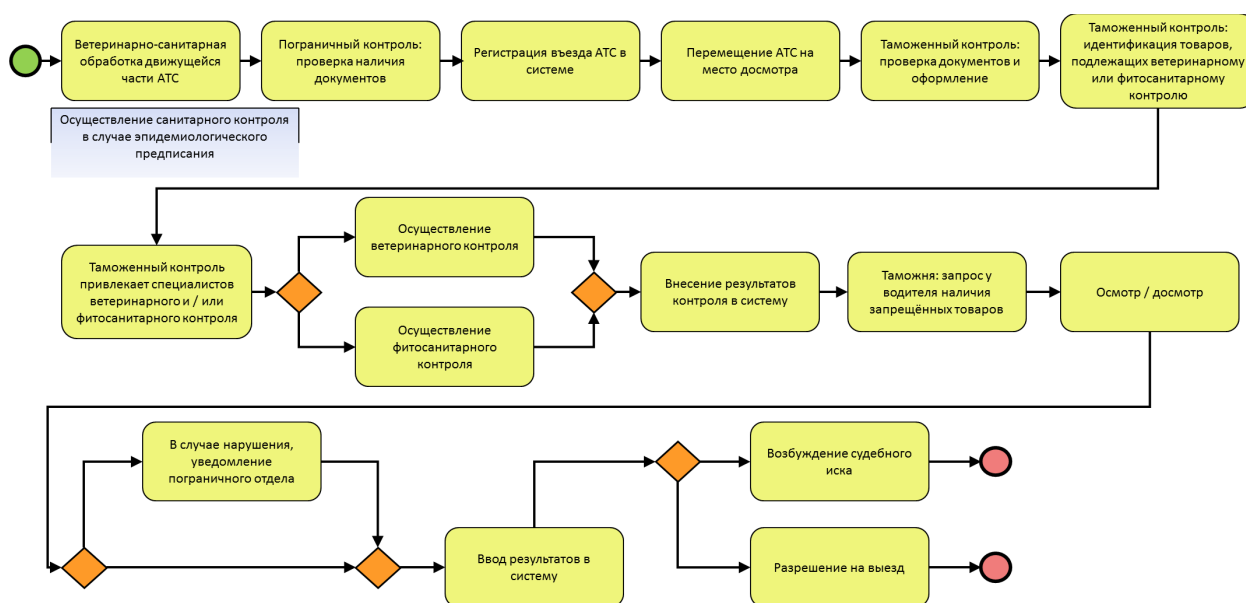 Ветеринарно-санитарная
обработка движущейся
части АТС
Пограничный контроль:
проверка наличия
документов
Регистрация въезда АТС в
системе
Перемещение АТС на
место досмотра
Таможенный контроль:
проверка документов и
оформление
Таможенный контроль:
идентификация товаров,
подлежащих ветеринарному
или фитосанитарному
контролю
Осуществление санитарного контроля
в случае эпидемиологического
предписания
Таможенный контроль
привлекает специалистов
ветеринарного и / или
фитосанитарного контроля
Осуществление
ветеринарного контроля
Осуществление
фитосанитарного
контроля
Внесение результатов
контроля в систему
Таможня: запрос у
водителя наличия
запрещённых товаров
Осмотр / досмотр
В случае нарушения,
уведомление
пограничного отдела
Ввод результатов в
систему
Возбуждение судебного
иска
Разрешение на выезд